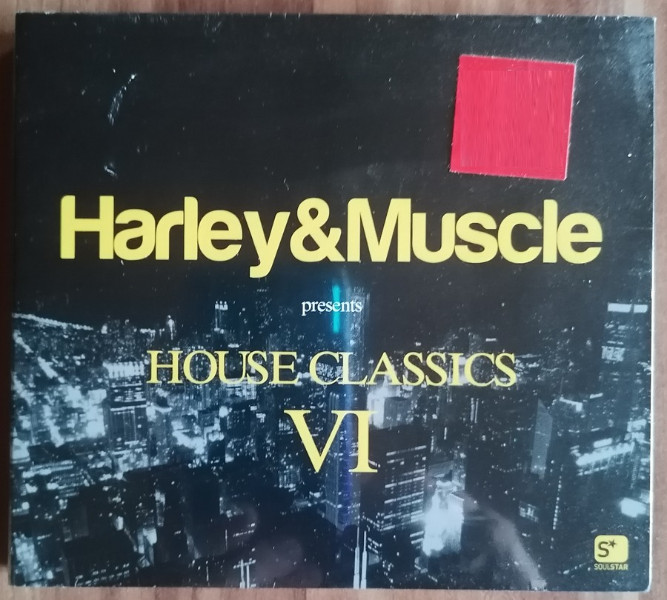 Harley&Muscle
presents
HOUSE CLASSICS
VI
S*
SOULSTAR